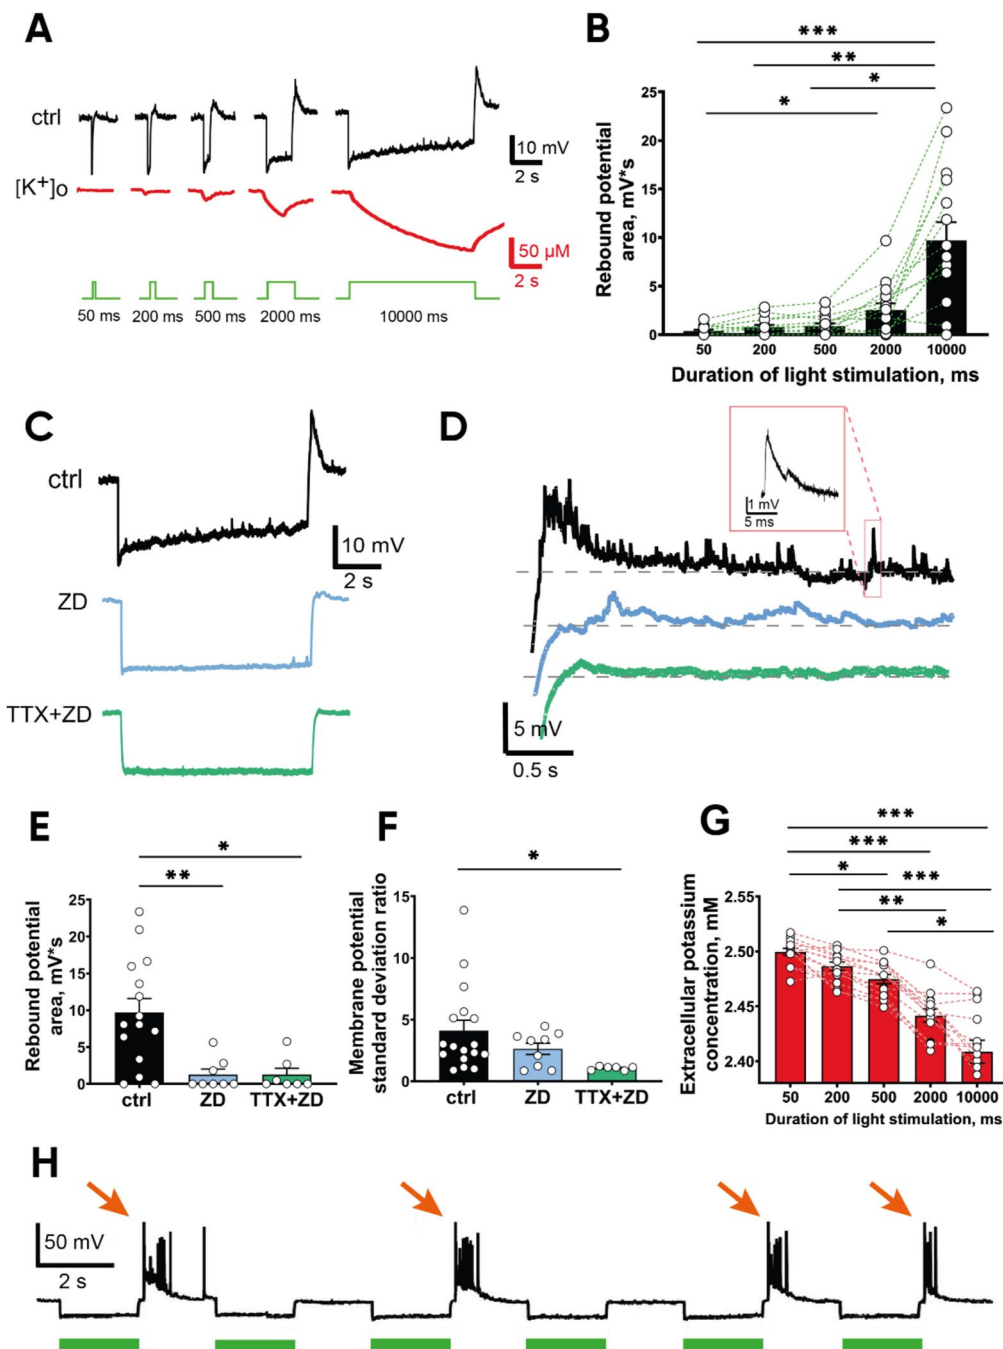 A
ctrl
10 mV
2 s
[K+]o
50 µM
2 s
50 ms 200 ms 500 ms 2000 ms 10000 ms
B
***
**
*
*
Rebound potential
area, mV*s
25
20
15
10
5
0
50 200 500 2000 10000
Duration of light stimulation, ms
C
ctrl
10 mV
2 s
ZD
TTX+ZD
D
1 mV
5 ms
5 mV
0.5 s
E
*
**
Rebound potential
area, mV*s
25
20
15
10
5
0
ctrl ZD TTX+ZD
F
*
Membrane potential
standard deviation ratio
15
10
5
0
ctrl ZD TTX+ZD
G
***
***
*
***
**
*
Extracellular potassium
concentration, mM
2.55
2.50
2.45
2.40
50 200 500 2000 10000
Duration of light stimulation, ms
H
50 mV
2 s